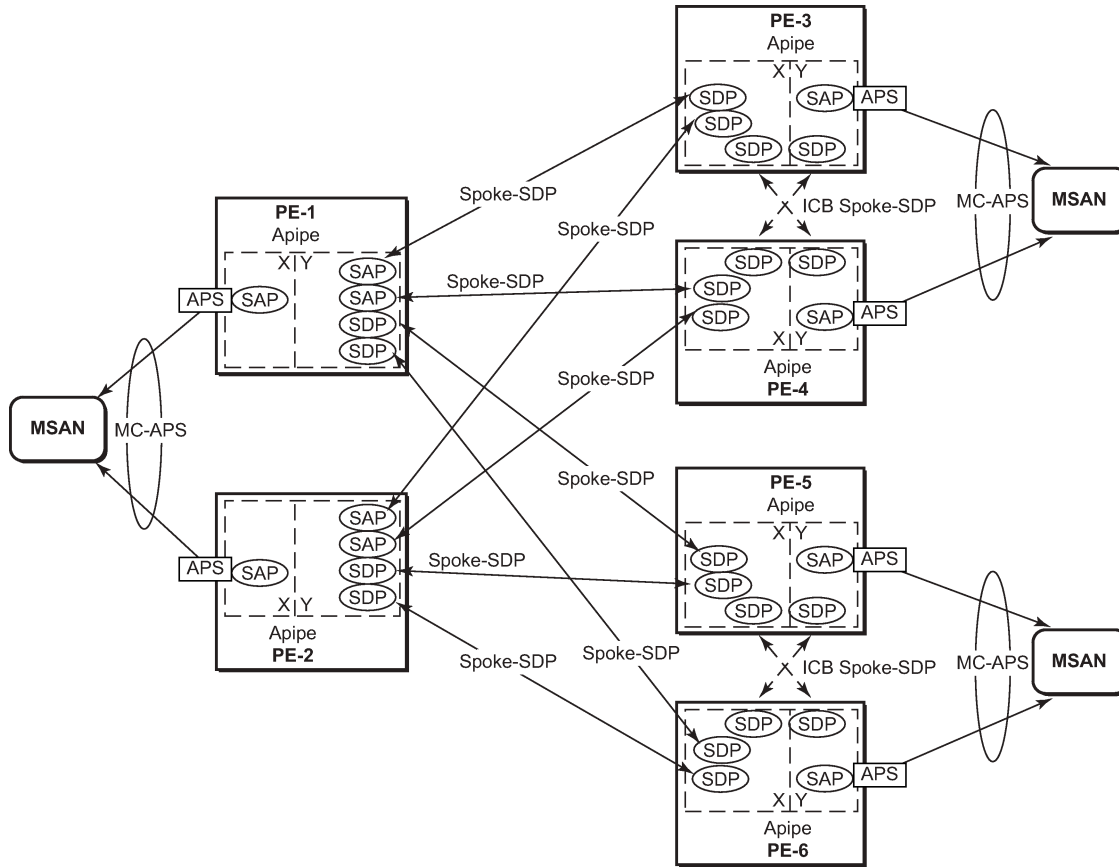 PE-3
Apipe
X Y
SDP
SAP
APS
SDP
SDP
SDP
Spoke-SDP
ICB Spoke-SDP
MC-APS
MSAN
PE-1
Apipe
X Y
SAP
APS
SAP
SAP
SDP
SDP
Spoke-SDP
Spoke-SDP
SDP
SDP
SDP
SDP
SAP
APS
X Y
Apipe
PE-4
Spoke-SDP
MSAN
MC-APS
Spoke-SDP
PE-5
Apipe
X Y
SDP
SAP
APS
SDP
SDP
SDP
SAP
SAP
SDP
SDP
APS
SAP
X Y
Apipe
PE-2
Spoke-SDP
Spoke-SDP
Spoke-SDP
ICB Spoke-SDP
MC-APS
MSAN
SDP
SDP
SDP
SDP
SAP
APS
X Y
Apipe
PE-6